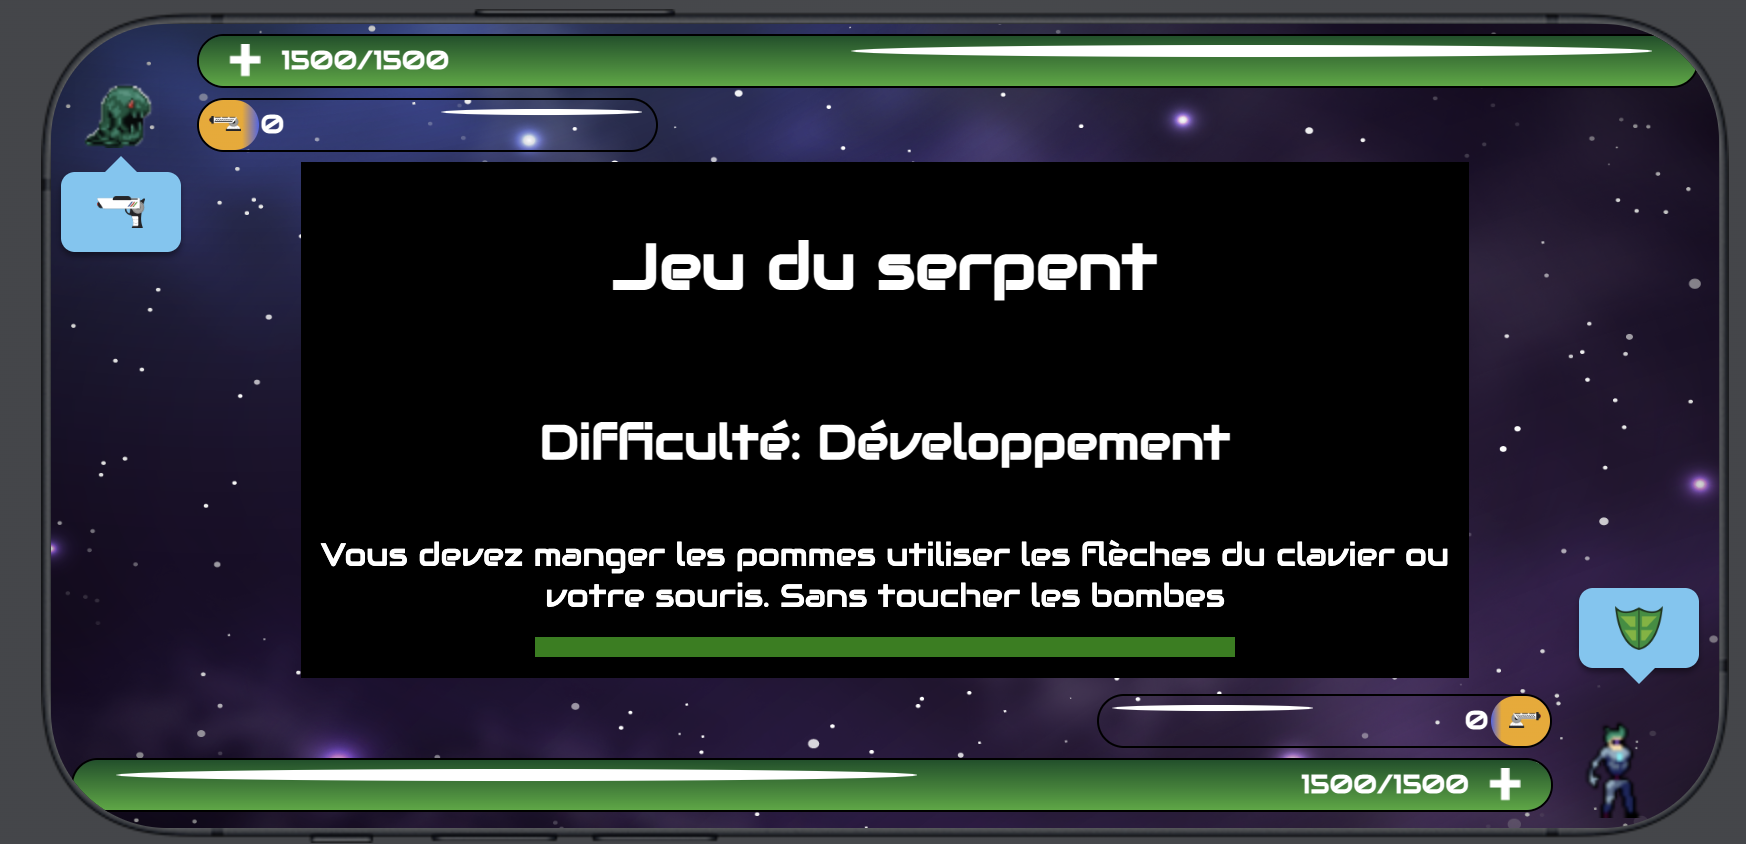 1500/1500
0
Jeu du serpent
Difficulté: Développement
Vous devez manger les pommes utiliser les flèches du clavier ou
votre souris. Sans toucher les bombes
0
1500/1500